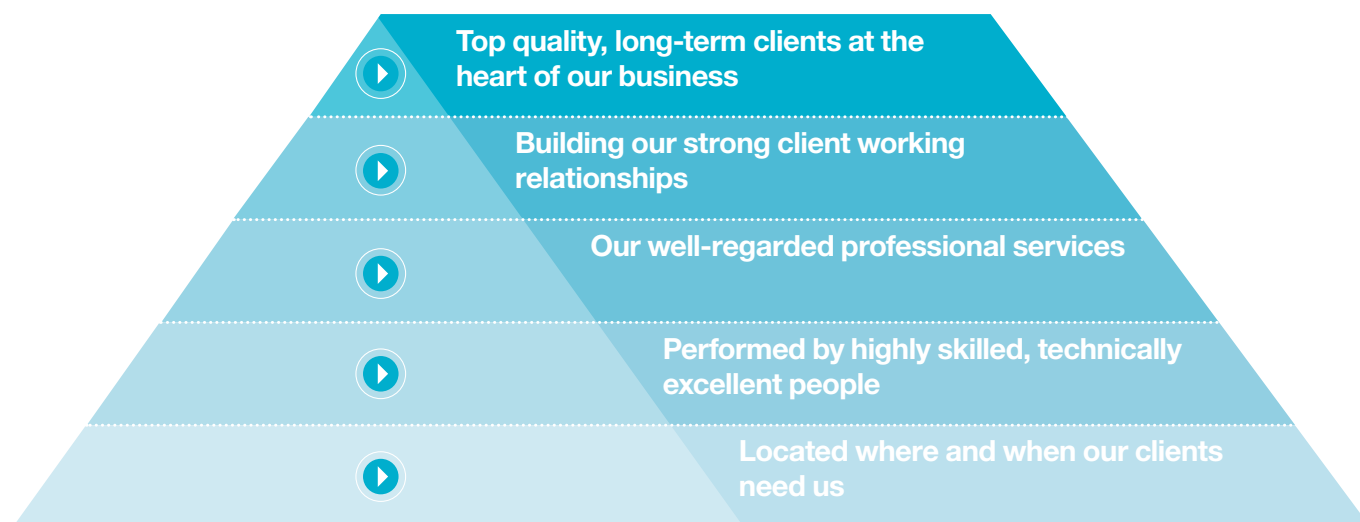 Top quality, long-term clients at the
heart of our business
Building our strong client working
relationships
Our well-regarded professional services
Performed by highly skilled, technically
excellent people
Located where and when our clients
need us